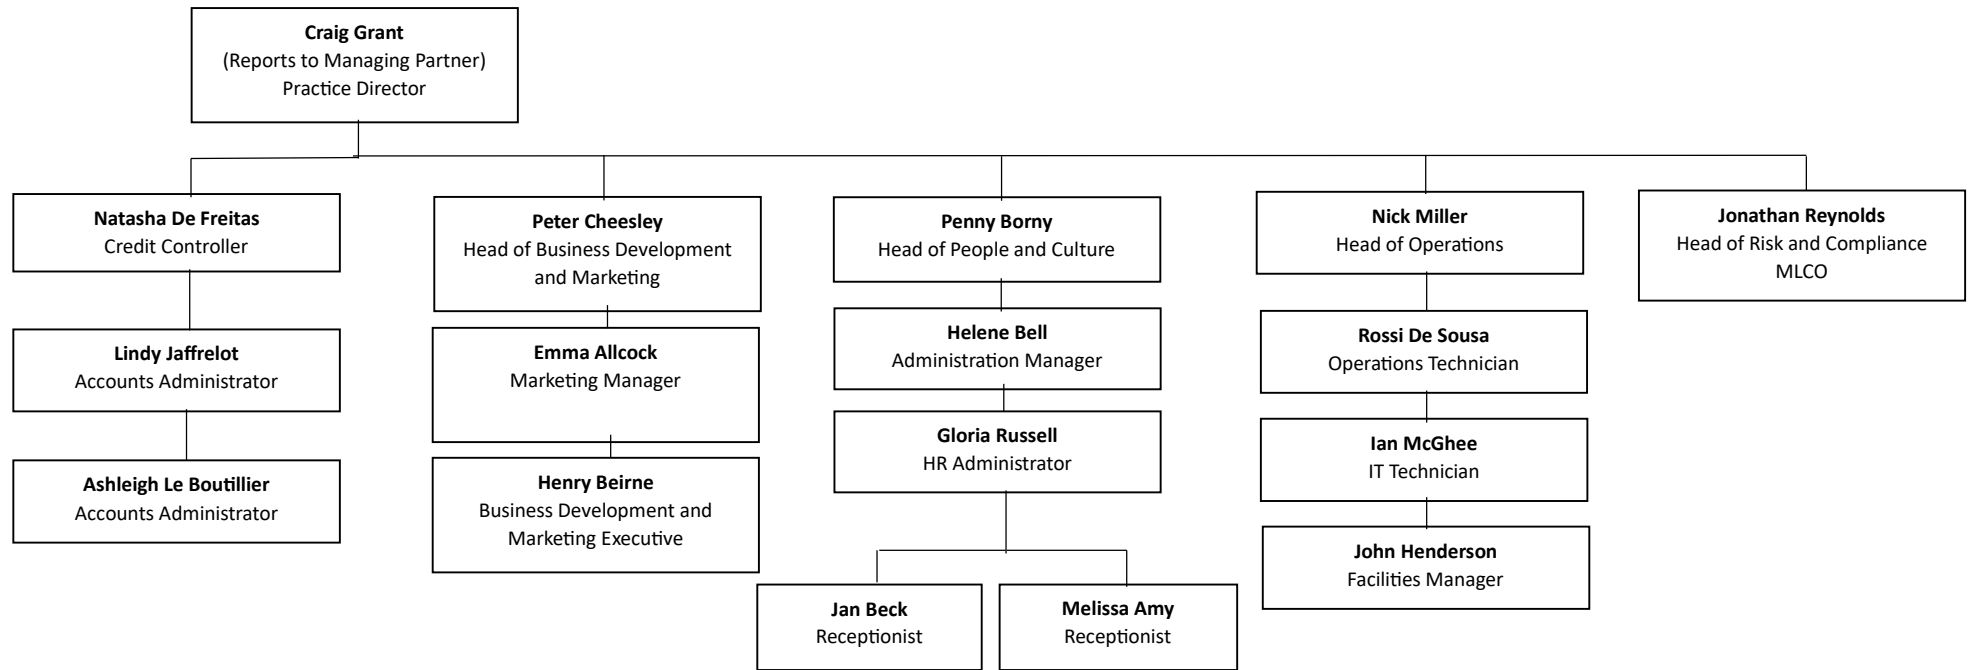 Craig Grant
(Reports to Managing Partner)
Practice Director
Natasha De Freitas
Credit Controller
Peter Cheesley
Head of Business Development
and Marketing
Penny Borny
Head of People and Culture
Nick Miller
Head of Operations
Jonathan Reynolds
Head of Risk and Compliance
MLCO
Lindy Jaffrelot
Accounts Administrator
Emma Allcock
Marketing Manager
Helene Bell
Administration Manager
Rossi De Sousa
Operations Technician
Ashleigh Le Boutillier
Accounts Administrator
Henry Beirne
Business Development and
Marketing Executive
Gloria Russell
HR Administrator
Ian McGhee
IT Technician
Jan Beck
Receptionist
Melissa Amy
Receptionist
John Henderson
Facilities Manager